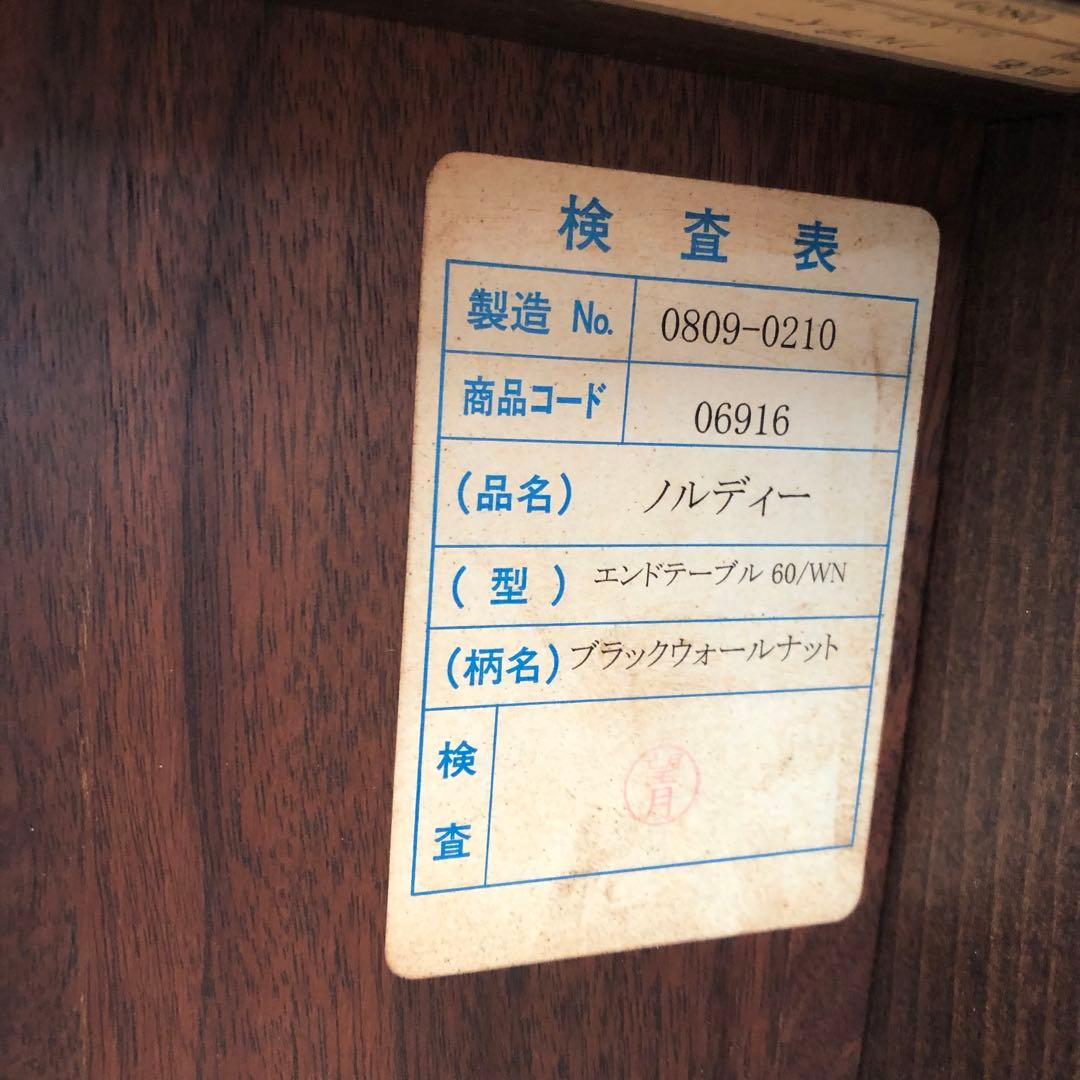 検査表
製造 No. 0809-0210
商品コード 06916
(品名) ノルディー
(型) エンドテーブル 60/WN
(柄名) ブラックウォールナット
検査 望月